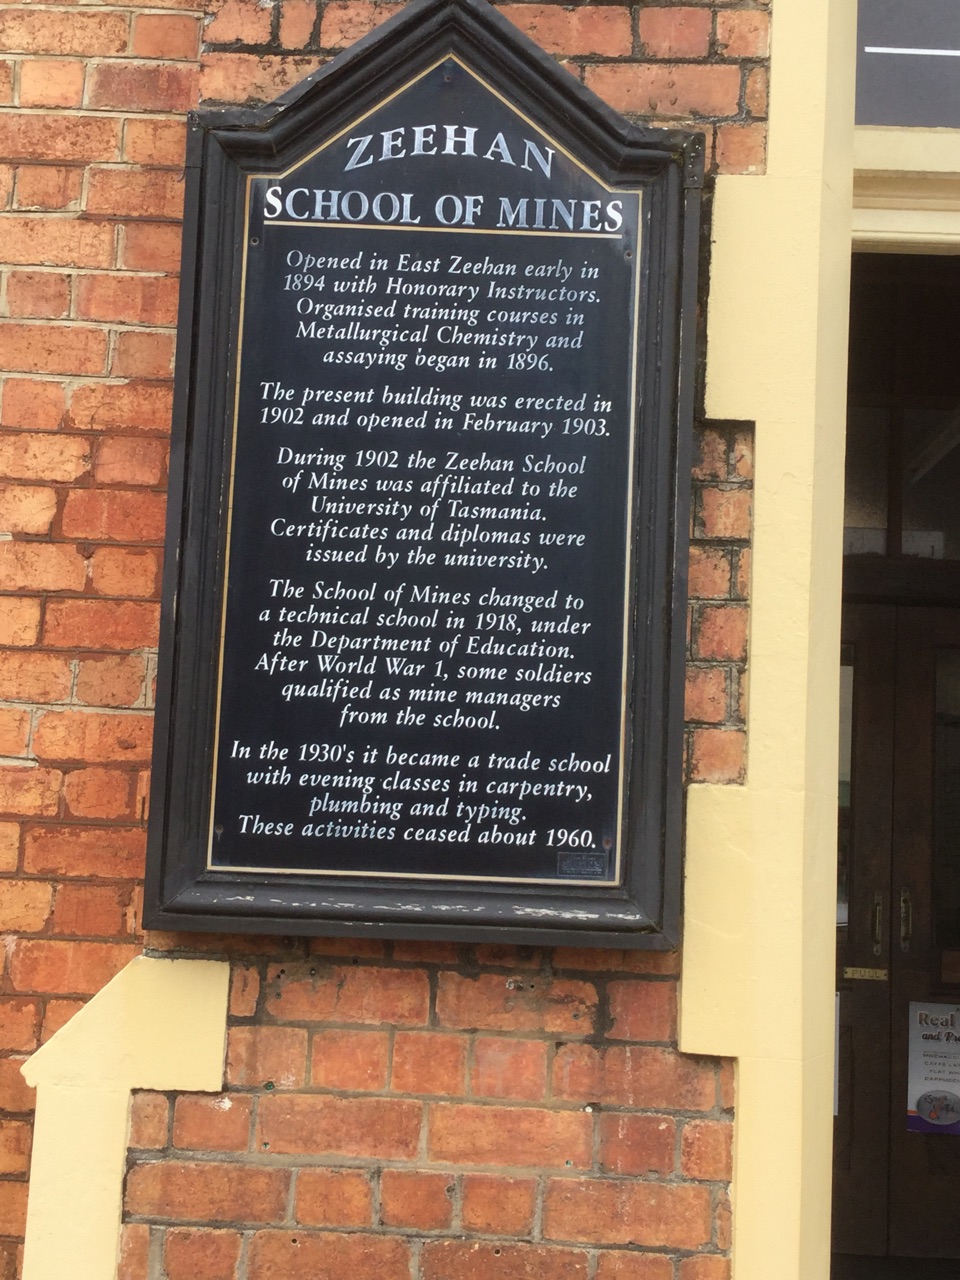 ZEEHAN
SCHOOL OF MINES
Opened in East Zeehan early in
1894 with Honorary Instructors.
Organised training courses in
Metallurgical Chemistry and
assaying began in 1896.
The present building was erected in
1902 and opened in February 1903.
During 1902 the Zeehan School
of Mines was affiliated to the
University of Tasmania.
Certificates and diplomas were
issued by the university.
The School of Mines changed to
a technical school in 1918, under
the Department of Education.
After World War 1, some soldiers
qualified as mine managers
from the school.
In the 1930's it became a trade school
with evening classes in carpentry,
plumbing and typing.
These activities ceased about 1960.
PULL
Real
and